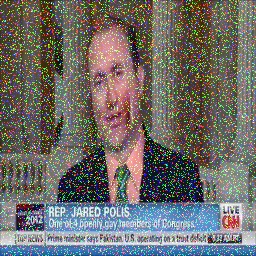 REP. JARED POLIS
LIVE
2012
One of 4 openly gay members of Congress
CNN
TOP NEWS Prime minister says Pakistan, U.S. operating on a trust deficit